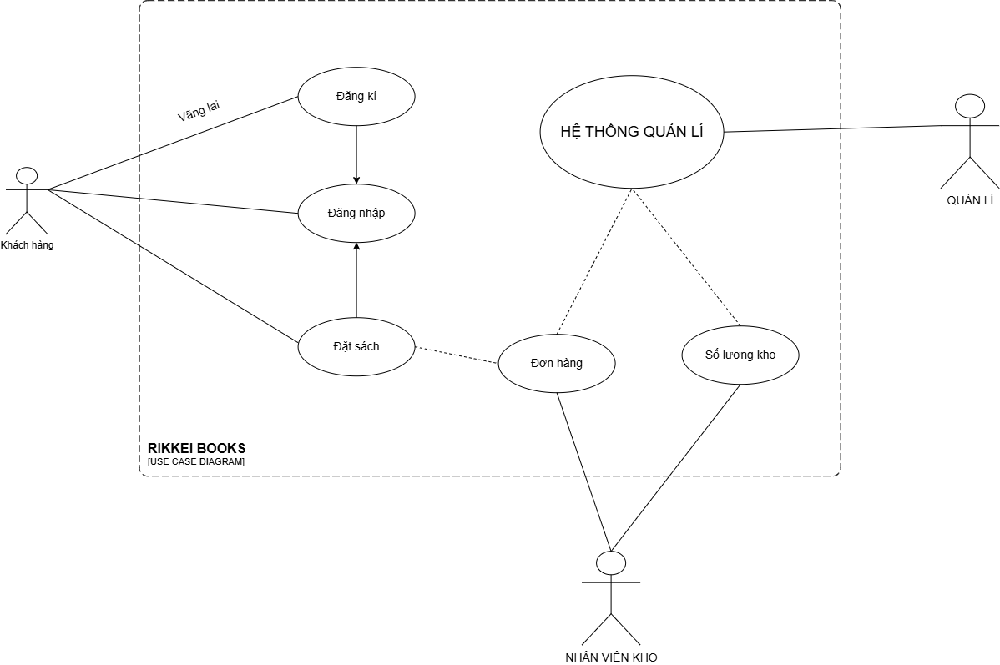 Vãng lai
Đăng kí
HỆ THỐNG QUẢN LÍ
QUẢN LÍ
Đăng nhập
Khách hàng
Đặt sách
Đơn hàng
Số lượng kho
RIKKEI BOOKS
[USE CASE DIAGRAM]
NHÂN VIÊN KHO